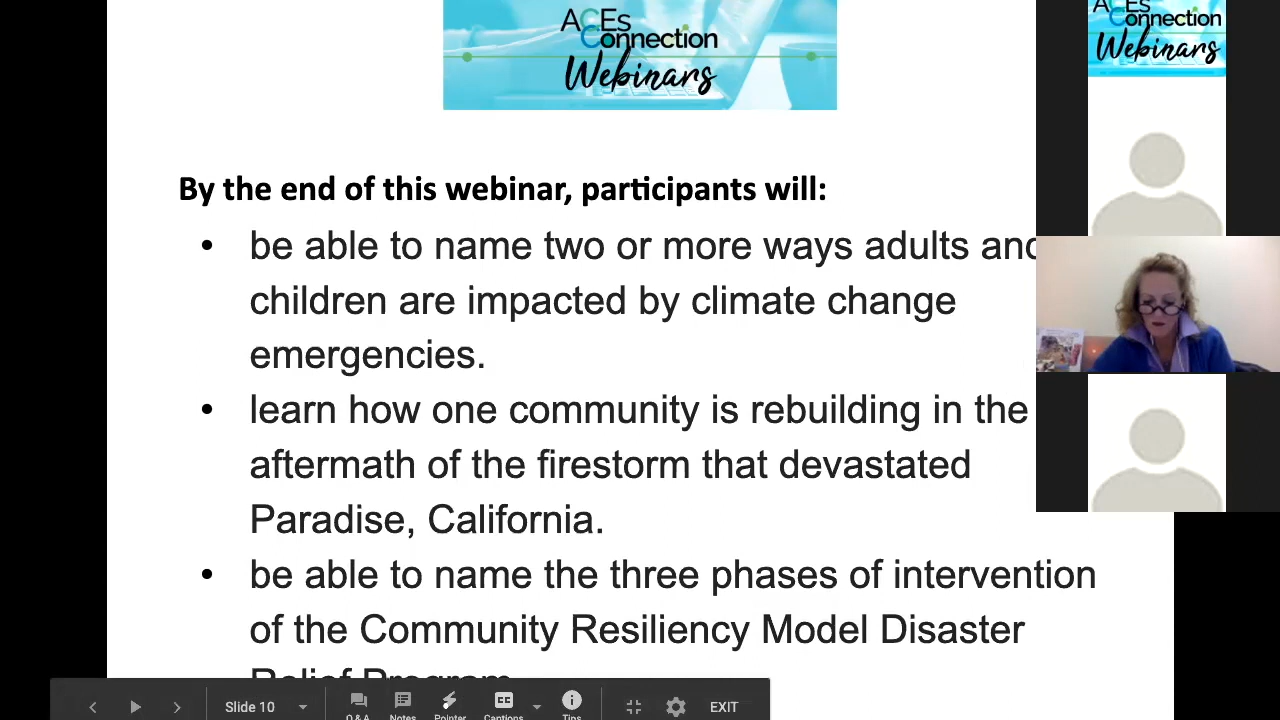 ACEs
Connection
Webinars
ACEs
Connection
Webinars
By the end of this webinar, participants will:
• be able to name two or more ways adults and
children are impacted by climate change
emergencies.
• learn how one community is rebuilding in the
aftermath of the firestorm that devastated
Paradise, California.
• be able to name the three phases of intervention
of the Community Resiliency Model Disaster
Relief Program
Slide 10
Q & A
Notes
Pointer
Captions
Tips
EXIT